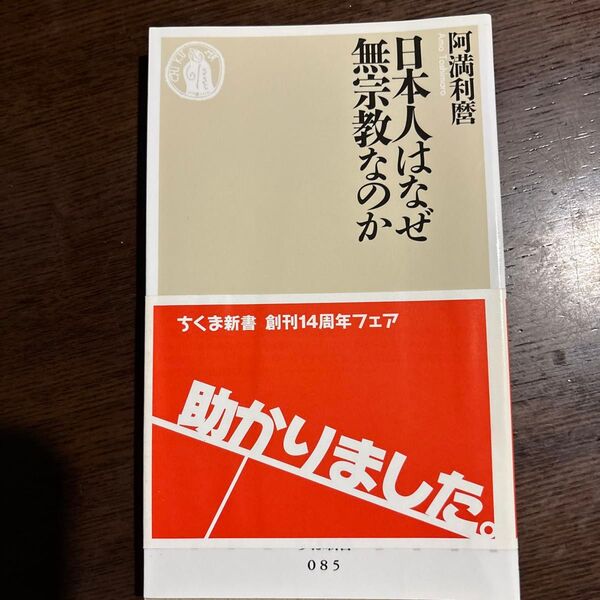 阿満利麿
Ama Toshimaro
日本人はなぜ
無宗教なのか
ちくま新書 創刊14周年フェア
助かりました。
085